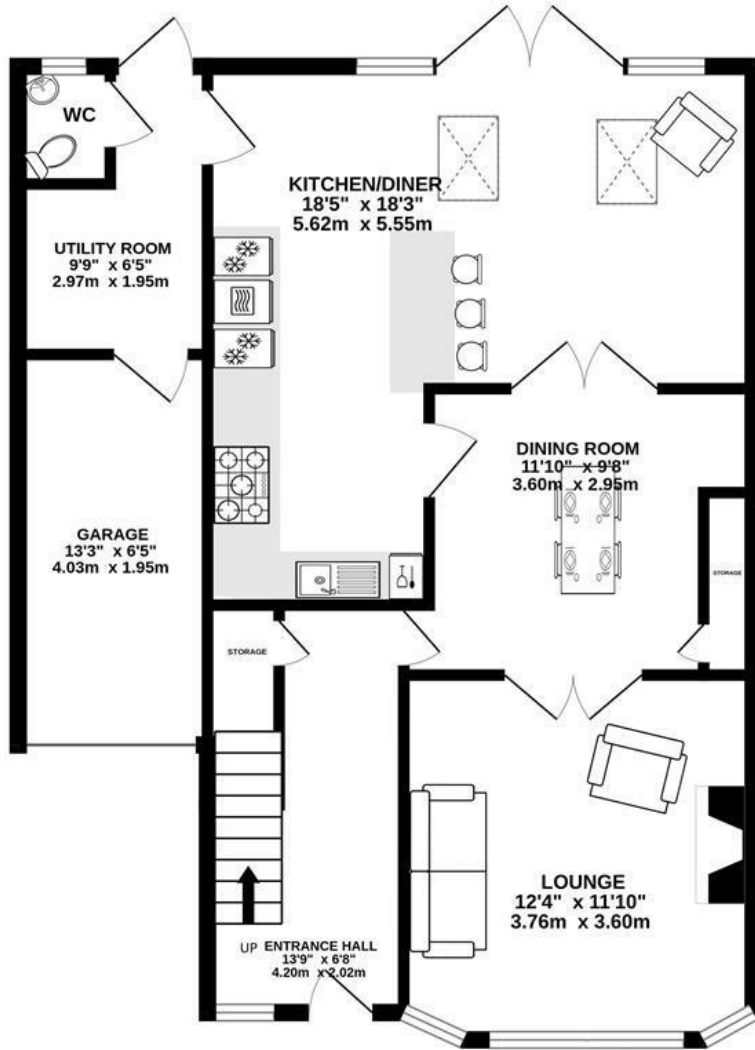 WC
KITCHEN/DINER
18'5" x 18'3"
5.62m x 5.55m
UTILITY ROOM
9'9" x 6'5"
2.97m x 1.95m
DINING ROOM
11'10" x 9'8"
3.60m x 2.95m
GARAGE
13'3" x 6'5"
4.03m x 1.95m
STORAGE
STORAGE
LOUNGE
12'4" x 11'10"
3.76m x 3.60m
UP
ENTRANCE HALL
13'9" x 6'8"
4.20m x 2.02m